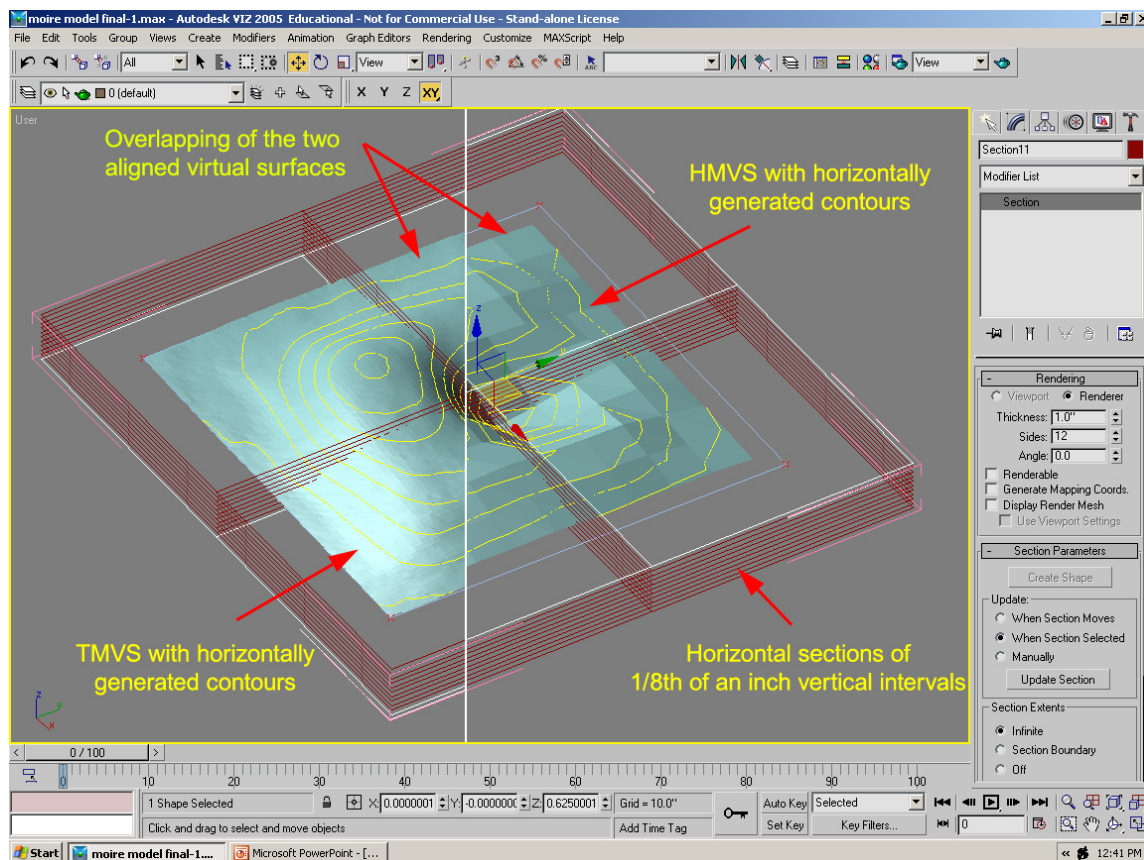 moire model final-1.max - Autodesk VIZ 2005 Educational - Not for Commercial Use - Stand-alone License
File Edit Tools Group Views Create Modifiers Animation Graph Editors Rendering Customize MAXScript Help
All View View
0 (default) X Y Z XY
User
Overlapping of the two
aligned virtual surfaces
HMVS with horizontally
generated contours
TMVS with horizontally
generated contours
Horizontal sections of
1/8th of an inch vertical intervals
z
y
x
z
Section11
Modifier List
Section
- Rendering
Viewport Renderer
Thickness: 1.0"
Sides: 12
Angle: 0.0
Renderable
Generate Mapping Coords.
Display Render Mesh
Use Viewport Settings
- Section Parameters
Create Shape
Update:
When Section Moves
When Section Selected
Manually
Update Section
Section Extents
Infinite
Section Boundary
Off
< 0 / 100 >
0 10 20 30 40 50 60 70 80 90 100
1 Shape Selected X: 0.0000001 Y: -0.0000000 Z: 0.6250001 Grid = 10.0" Auto Key Selected
Click and drag to select and move objects Add Time Tag Set Key Key Filters... 0
Start moire model final-1.... Microsoft PowerPoint - [... « 12:41 PM